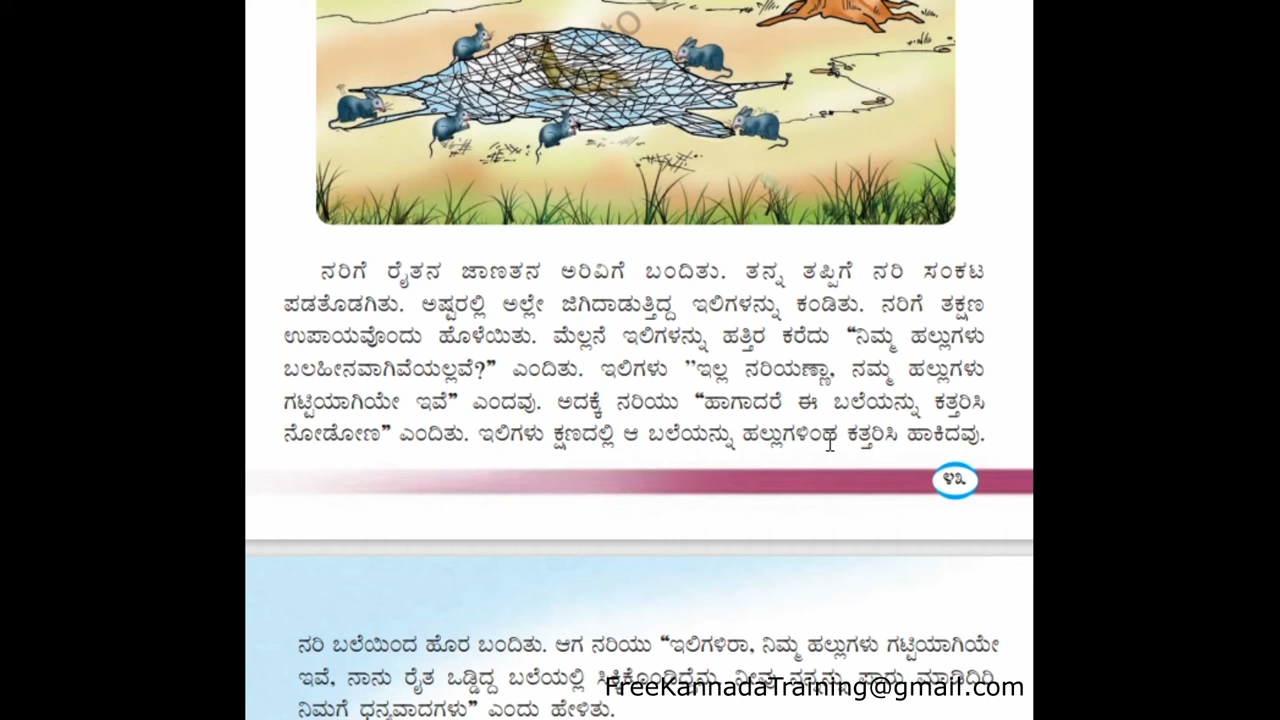 to
ನರಿಗೆ ರೈತನ ಜಾಣತನ ಅರಿವಿಗೆ ಬಂದಿತು. ತನ್ನ ತಪ್ಪಿಗೆ ನರಿ ಸಂಕಟ
ಪಡತೊಡಗಿತು. ಅಷ್ಟರಲ್ಲಿ ಅಲ್ಲೇ ಜಿಗಿದಾಡುತ್ತಿದ್ದ ಇಲಿಗಳನ್ನು ಕಂಡಿತು. ನರಿಗೆ ತಕ್ಷಣ
ಉಪಾಯವೊಂದು ಹೊಳೆಯಿತು. ಮೆಲ್ಲನೆ ಇಲಿಗಳನ್ನು ಹತ್ತಿರ ಕರೆದು “ನಿಮ್ಮ ಹಲ್ಲುಗಳು
ಬಲಹೀನವಾಗಿವೆಯಲ್ಲವೆ?” ಎಂದಿತು. ಇಲಿಗಳು ”ಇಲ್ಲ ನರಿಯಣ್ಣಾ, ನಮ್ಮ ಹಲ್ಲುಗಳು
ಗಟ್ಟಿಯಾಗಿಯೇ ಇವೆ” ಎಂದವು. ಅದಕ್ಕೆ ನರಿಯು “ಹಾಗಾದರೆ ಈ ಬಲೆಯನ್ನು ಕತ್ತರಿಸಿ
ನೋಡೋಣ” ಎಂದಿತು. ಇಲಿಗಳು ಕ್ಷಣದಲ್ಲಿ ಆ ಬಲೆಯನ್ನು ಹಲ್ಲುಗಳಿಂದ ಕತ್ತರಿಸಿ ಹಾಕಿದವು.
೪೩
ನರಿ ಬಲೆಯಿಂದ ಹೊರ ಬಂದಿತು. ಆಗ ನರಿಯು “ಇಲಿಗಳಿರಾ, ನಿಮ್ಮ ಹಲ್ಲುಗಳು ಗಟ್ಟಿಯಾಗಿಯೇ
ಇವೆ, ನಾನು ರೈತ ಒಡ್ಡಿದ್ದ ಬಲೆಯಲ್ಲಿ ಸಿಕ್ಕಿಕೊಂಡಿದ್ದೆನು. ನೀವು ನನ್ನನ್ನು ಪಾರು ಮಾಡಿದಿರಿ
FreeKannadaTraining@gmail.com
ನಿಮಗೆ ಧನ್ಯವಾದಗಳು” ಎಂದು ಹೇಳಿತು.